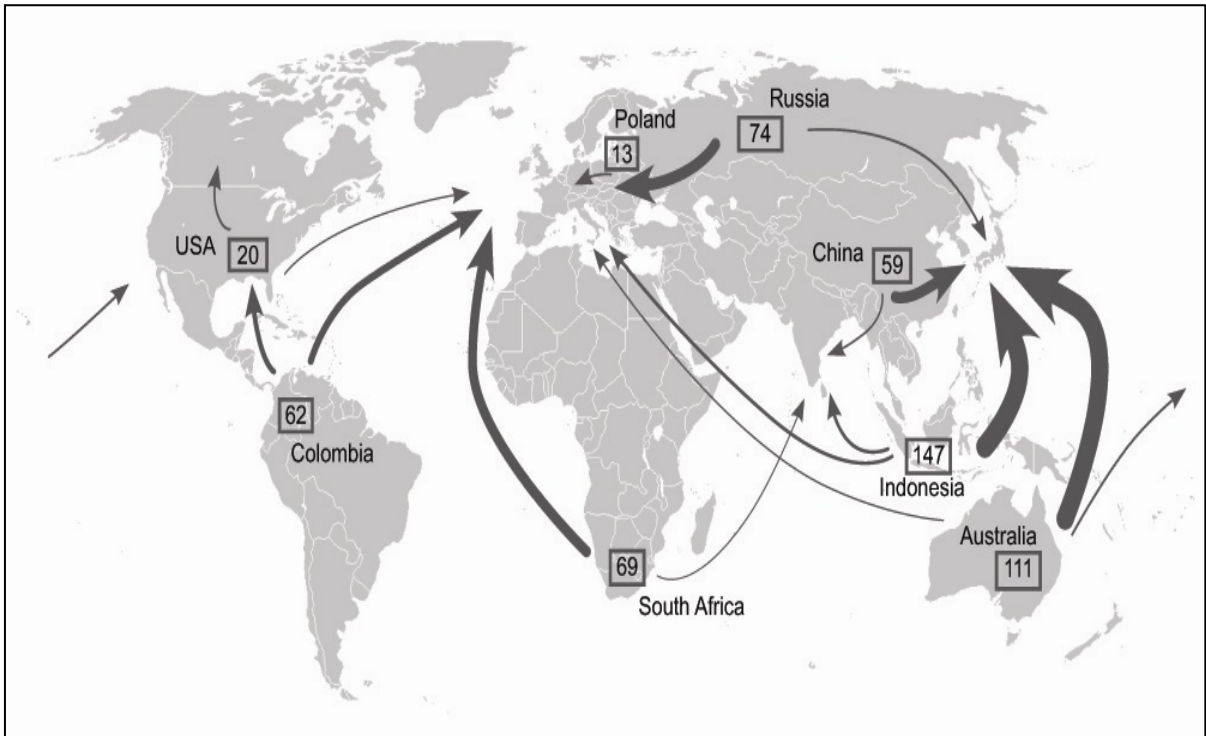 Russia
74
Poland
13
China
59
USA
20
62
Colombia
147
Indonesia
Australia
111
69
South Africa